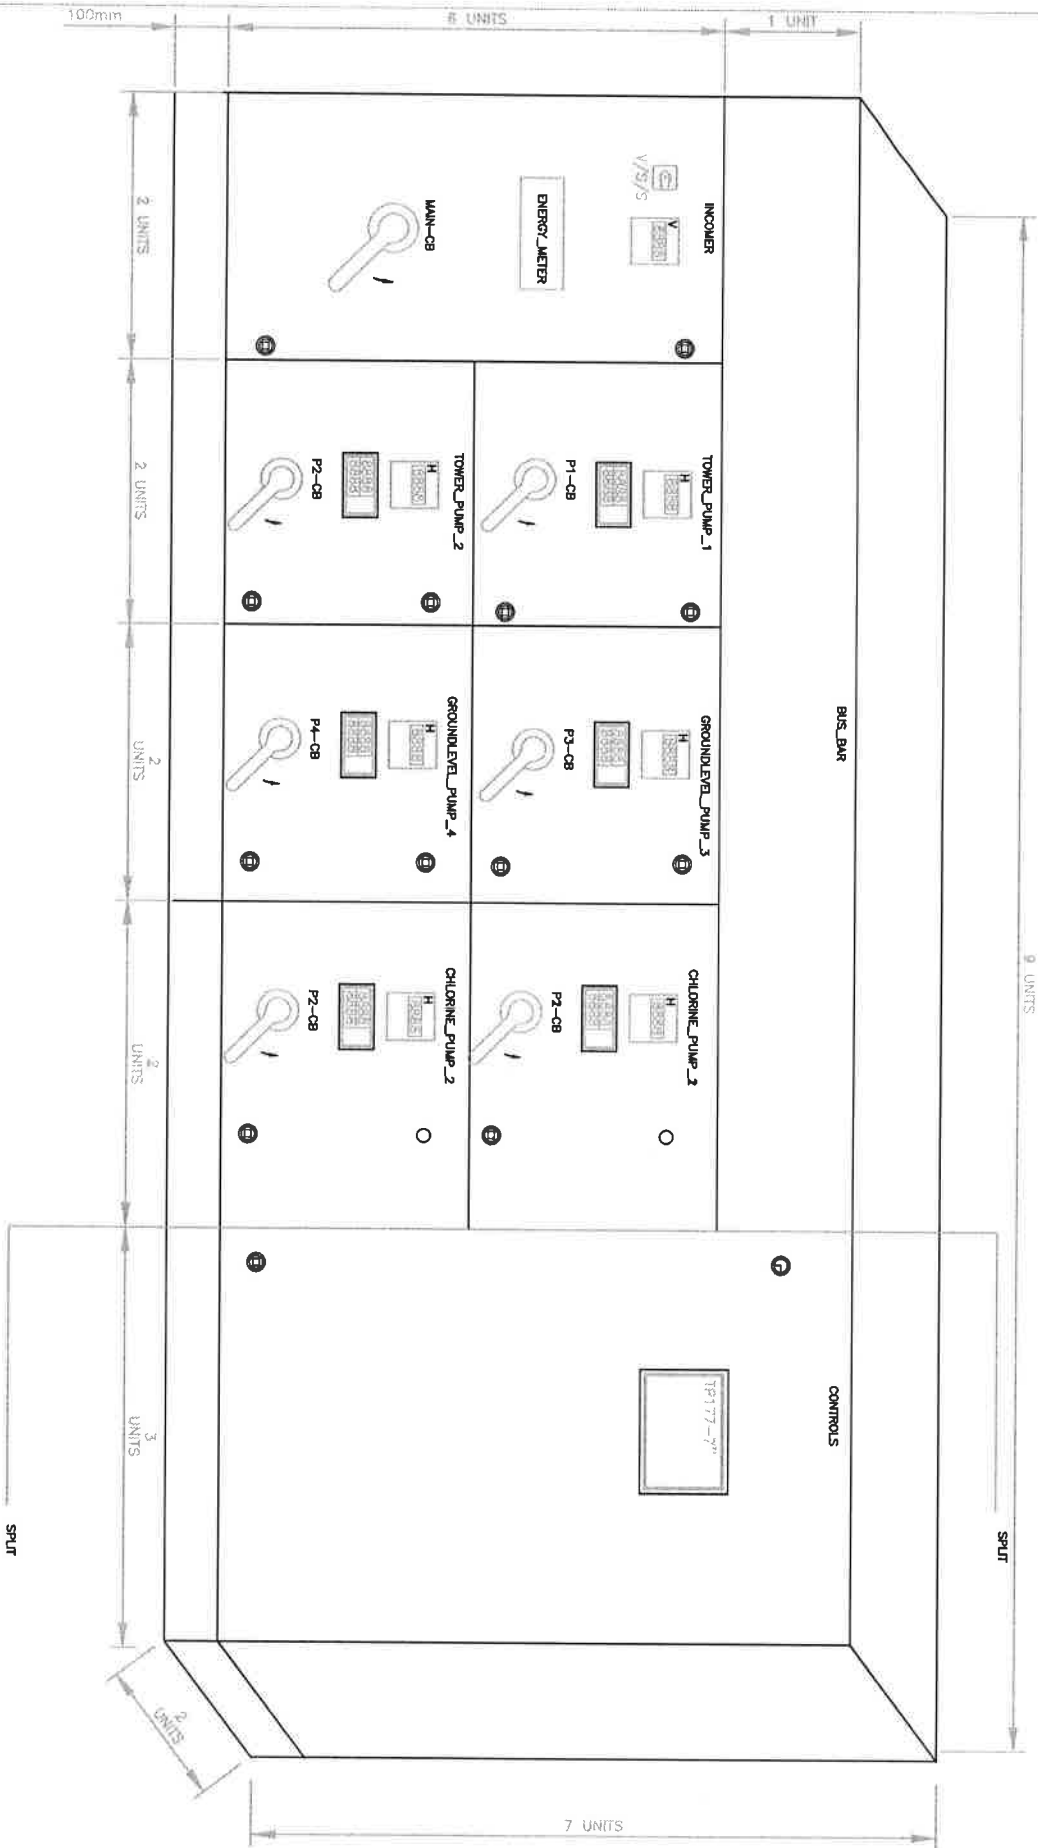 9 UNITS
SPLIT
1 UNIT
BUS_BAR
CONTROLS
7 UNITS
6 UNITS
INCOMER
V
V/S/S
ENERGY_METER
MAIN-CB
TOWER_PUMP_1
H
P1-CB
GROUNDLEVEL_PUMP_3
H
P3-CB
CHLORINE_PUMP_2
H
P2-CB
TP177-7"
TOWER_PUMP_2
H
P2-CB
GROUNDLEVEL_PUMP_4
H
P4-CB
CHLORINE_PUMP_2
H
P2-CB
100mm
2 UNITS
2 UNITS
2
UNITS
2
UNITS
3
UNITS
2
UNITS
SPLIT